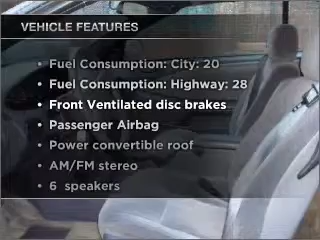 VEHICLE FEATURES
• Fuel Consumption: City: 20
• Fuel Consumption: Highway: 28
• Front Ventilated disc brakes
• Passenger Airbag
• Power convertible roof
• AM/FM stereo
• 6 speakers